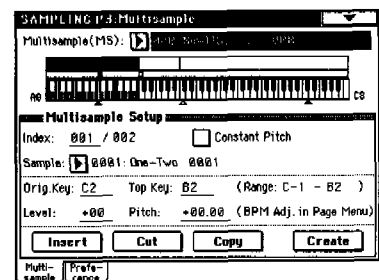 SAMPLING P3:Multisample
Multisample(MS):
A0 C8
Multisample Setup
Index: 001 / 002 Constant Pitch
Sample: 0001: One-Two 0001
Orig.Key: C2 Top Key: B2 (Range: C-1 - B2 )
Level: +00 Pitch: +00.00 (BPM Adj. in Page Menu)
Insert Cut Copy Create
Multi-sample Prefe-rence